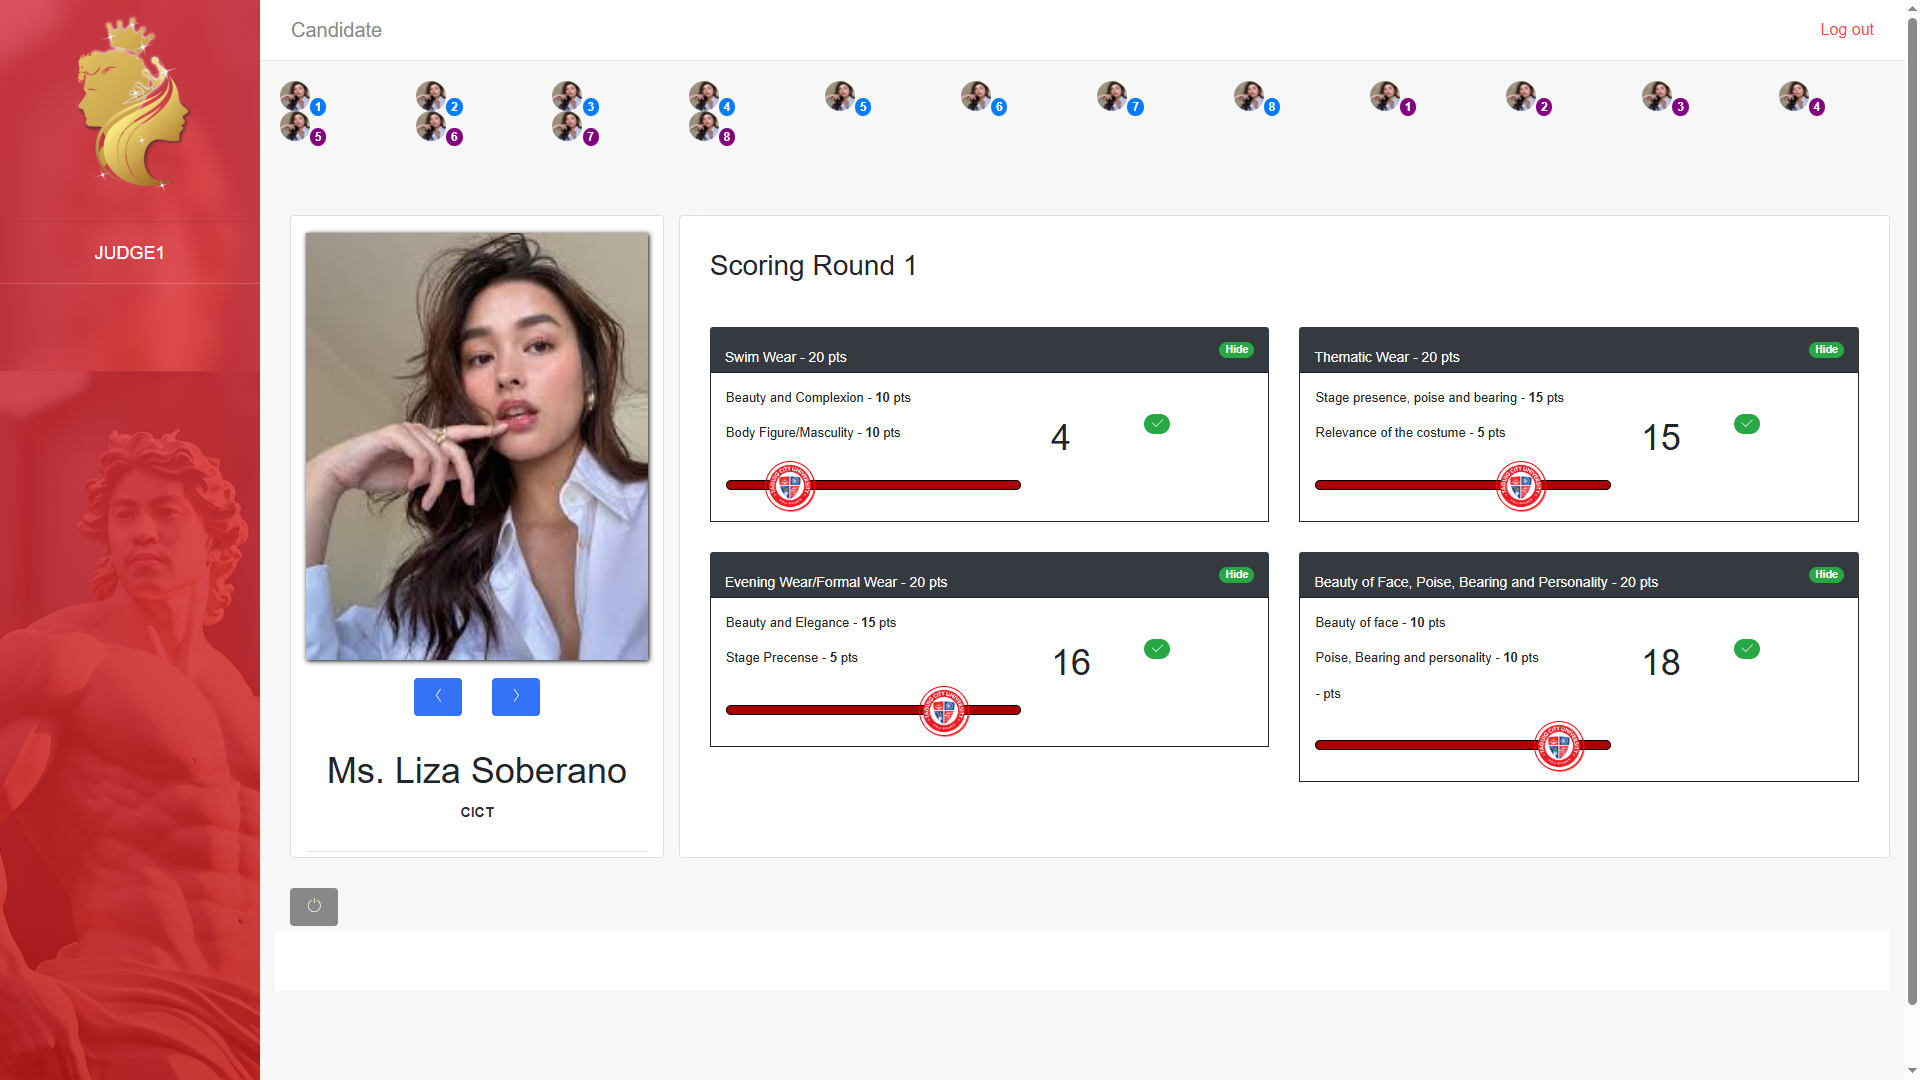 Candidate
Log out
1 2 3 4 5 6 7 8 1 2 3 4
5 6 7 8
JUDGE1
Ms. Liza Soberano
CICT
Scoring Round 1
Swim Wear - 20 pts
Hide
Beauty and Complexion - 10 pts
Body Figure/Masculity - 10 pts
4
Thematic Wear - 20 pts
Hide
Stage presence, poise and bearing - 15 pts
Relevance of the costume - 5 pts
15
Evening Wear/Formal Wear - 20 pts
Hide
Beauty and Elegance - 15 pts
Stage Precense - 5 pts
16
Beauty of Face, Poise, Bearing and Personality - 20 pts
Hide
Beauty of face - 10 pts
Poise, Bearing and personality - 10 pts
- pts
18